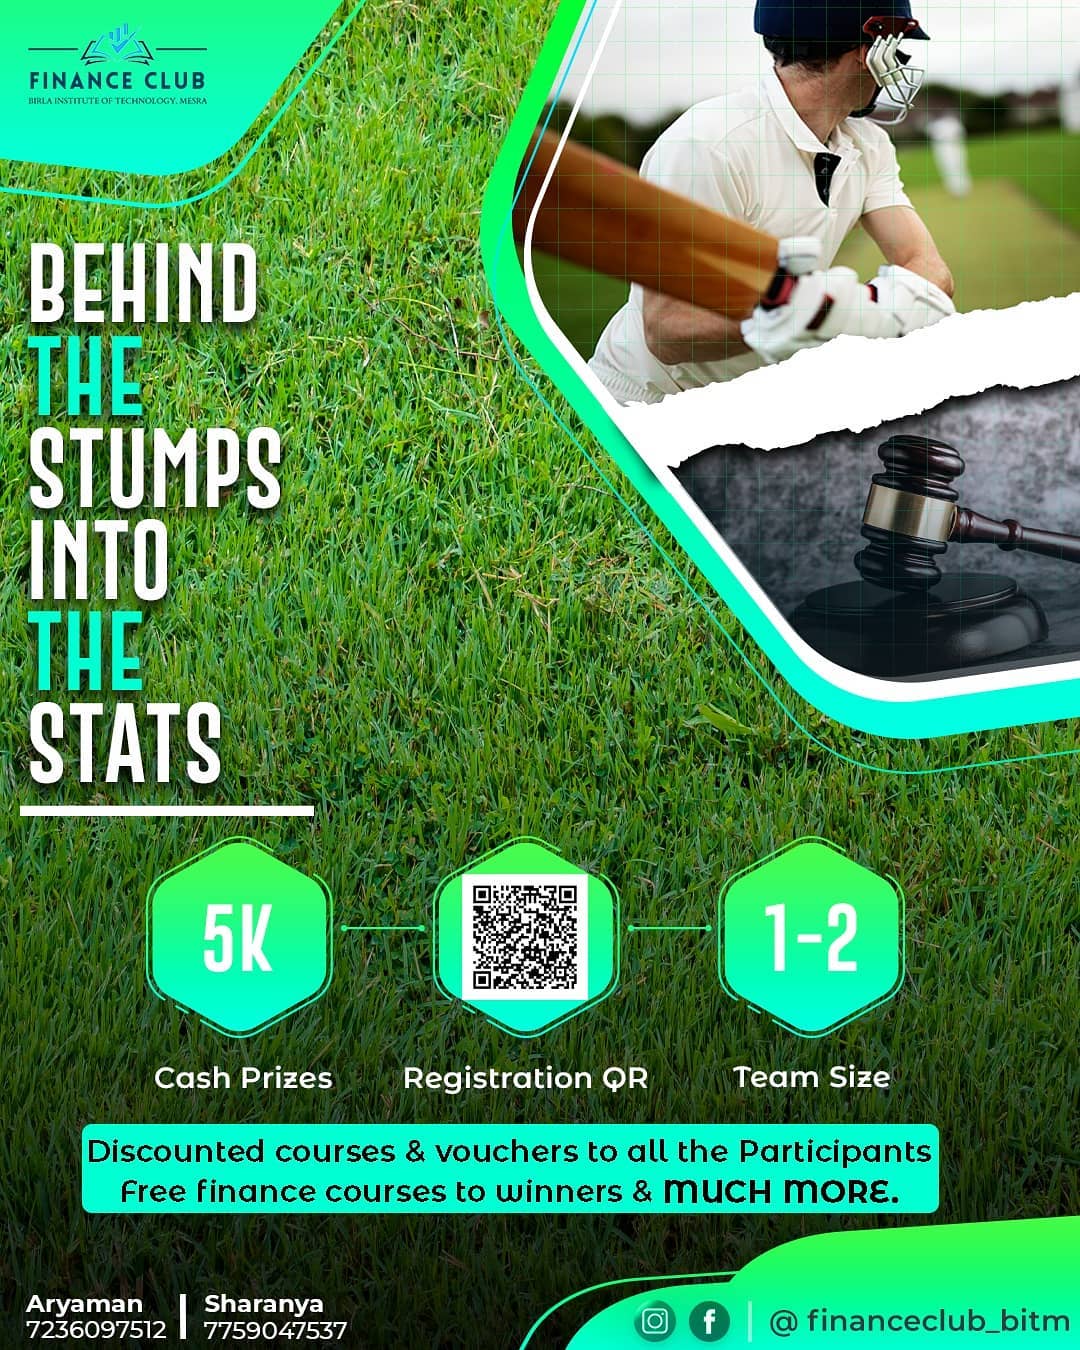 FINANCE CLUB
BIRLA INSTITUTE OF TECHNOLOGY, MESRA
BEHIND
THE
STUMPS
INTO
THE
STATS
5K
1-2
Cash Prizes
Registration QR
Team Size
Discounted courses & vouchers to all the Participants
Free finance courses to winners & MUCH MORE.
Aryaman | Sharanya
7236097512 | 7759047537
@ financeclub_bitm